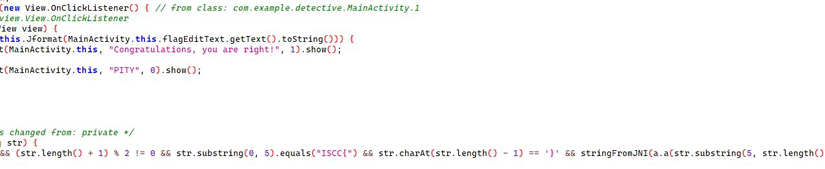 (new View.OnClickListener() { // from class: com.example.detective.MainActivity.1
view.View.OnClickListener
View view) {
this.Jformat(MainActivity.this.flagEditText.getText().toString())) {
t(MainActivity.this, "Congratulations, you are right!", 1).show();
t(MainActivity.this, "PITY", 0).show();
s changed from: private */
g str) {
&& (str.length() + 1) % 2 != 0 && str.substring(0, 5).equals("ISCC{") && str.charAt(str.length() - 1) == '}' && stringFromJNI(a.a(str.substring(5, str.length()